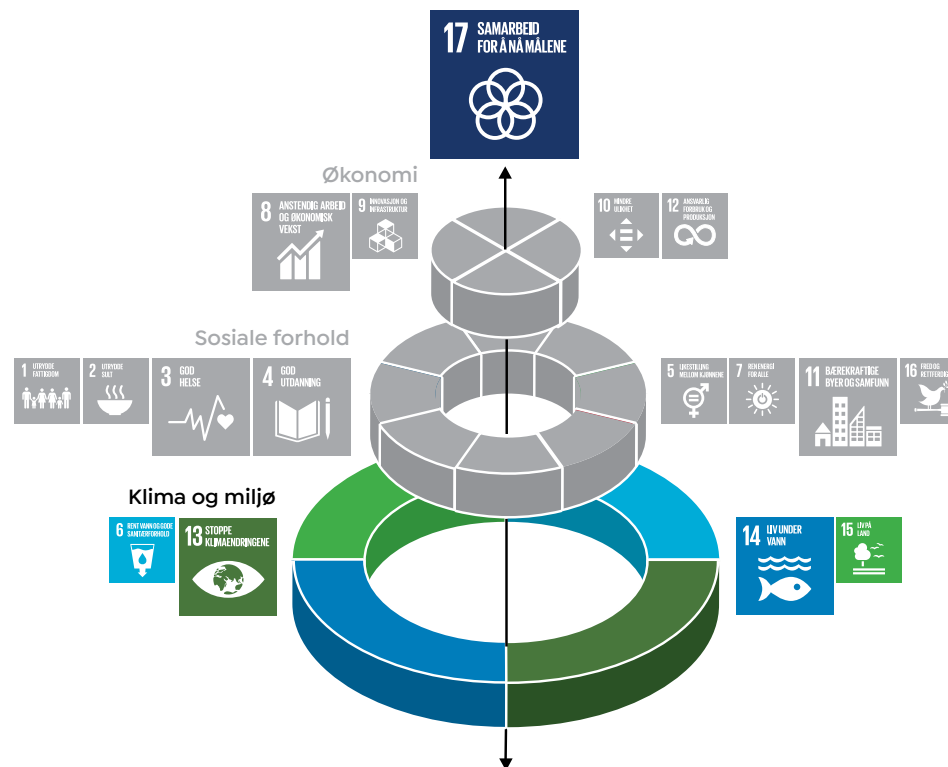 17 SAMARBEID
FOR Å NÅ MÅLENE
Økonomi
8 ANSTENDIG ARBEID
OG ØKONOMISK
VEKST
9 INNOVASJON OG
INFRASTRUKTUR
10 MINDRE
ULIKHET
12 ANSVARLIG
FORBRUK OG
PRODUKSJON
Sosiale forhold
1 UTRYDDE
FATTIGDOM
2 UTRYDDE
SULT
3 GOD
HELSE
4 GOD
UTDANNING
5 LIKESTILLING
MELLOM KJØNNENE
7 REN ENERGI
FOR ALLE
11 BÆREKRAFTIGE
BYER OG SAMFUNN
16 FRED OG
RETTFERDIG
Klima og miljø
6 RENT VANN OG GODE
SANITÆRFORHOLD
13 STOPPE
KLIMAENDRINGENE
14 LIV UNDER
VANN
15 LIV PÅ
LAND